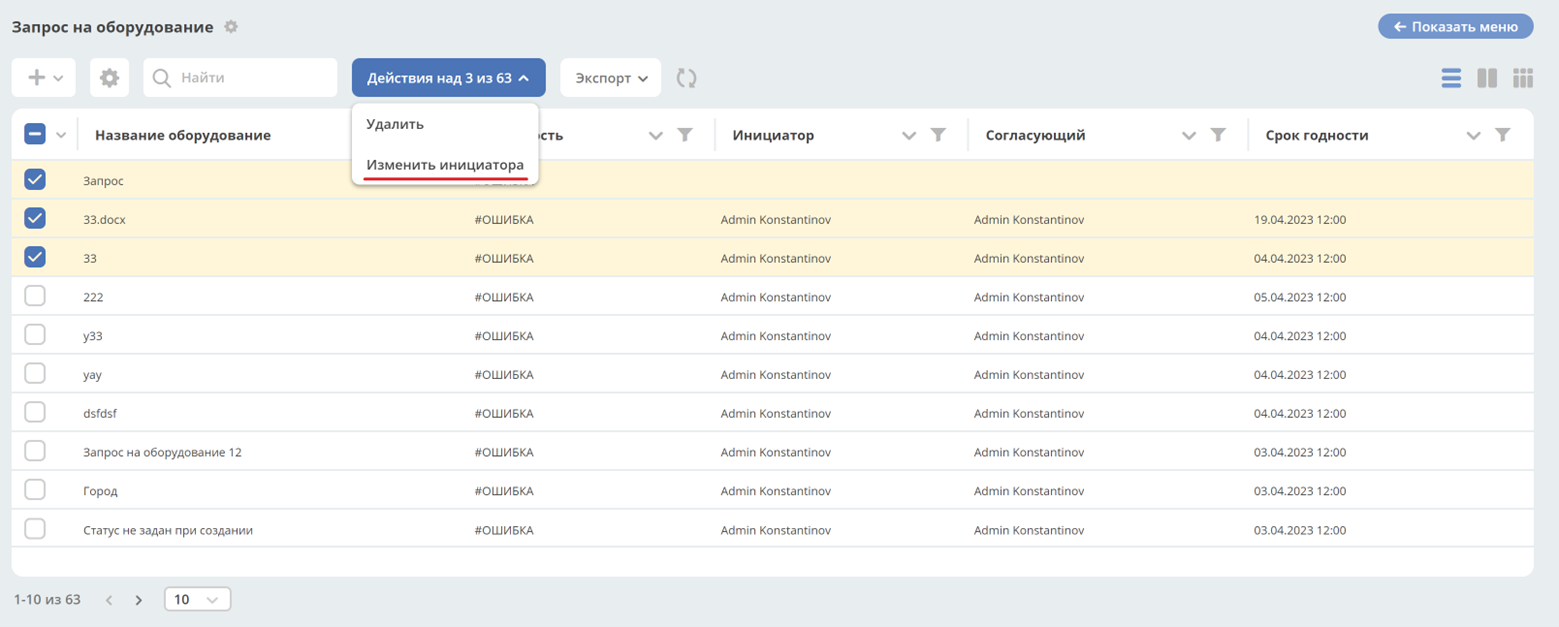 Запрос на оборудование
Показать меню
Найти
Действия над 3 из 63
Экспорт
Удалить
Изменить инициатора
Название оборудование Инициатор Согласующий Срок годности
Запрос
33.docx #ОШИБКА Admin Konstantinov Admin Konstantinov 19.04.2023 12:00
33 #ОШИБКА Admin Konstantinov Admin Konstantinov 04.04.2023 12:00
222 #ОШИБКА Admin Konstantinov Admin Konstantinov 05.04.2023 12:00
у33 #ОШИБКА Admin Konstantinov Admin Konstantinov 04.04.2023 12:00
уау #ОШИБКА Admin Konstantinov Admin Konstantinov 04.04.2023 12:00
dsfdsf #ОШИБКА Admin Konstantinov Admin Konstantinov 04.04.2023 12:00
Запрос на оборудование 12 #ОШИБКА Admin Konstantinov Admin Konstantinov 03.04.2023 12:00
Город #ОШИБКА Admin Konstantinov Admin Konstantinov 03.04.2023 12:00
Статус не задан при создании #ОШИБКА Admin Konstantinov Admin Konstantinov 03.04.2023 12:00
1-10 из 63
10